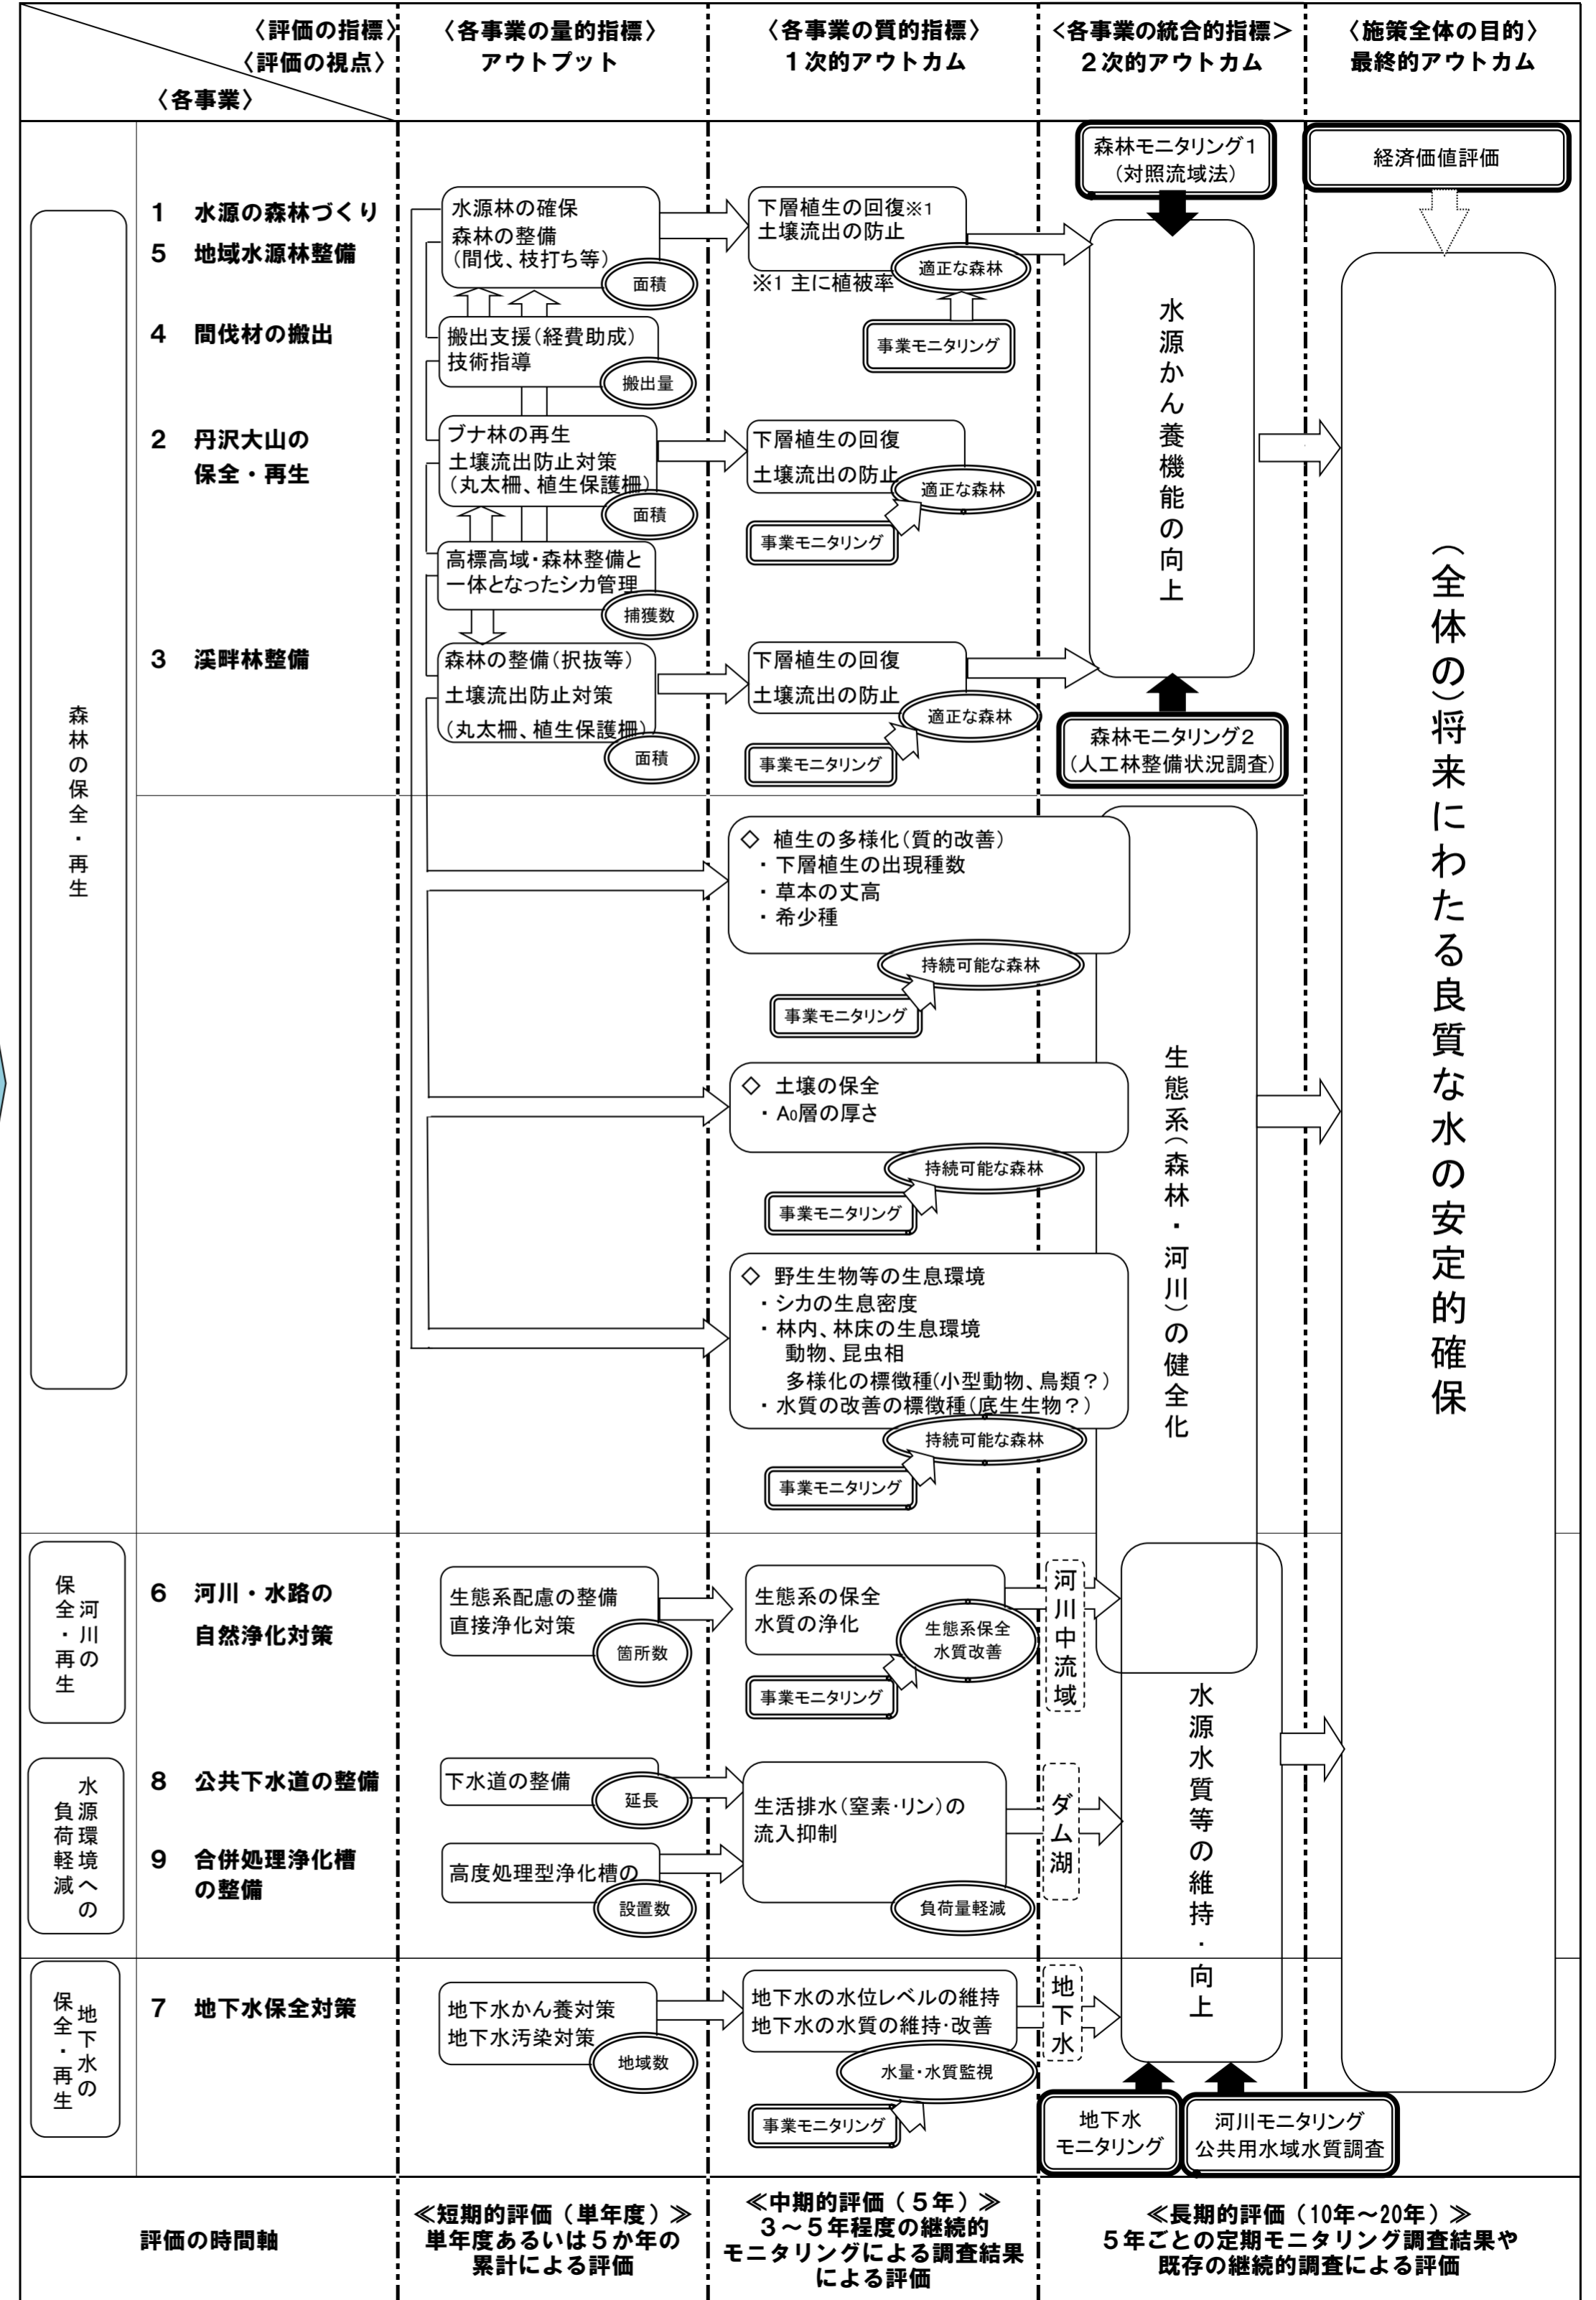 〈評価の指標〉
〈評価の視点〉
〈各事業〉
〈各事業の量的指標〉
アウトプット
〈各事業の質的指標〉
１次的アウトカム
＜各事業の統合的指標＞
２次的アウトカム
〈施策全体の目的〉
最終的アウトカム
森林の保全・再生
1 水源の森林づくり
5 地域水源林整備
水源林の確保
森林の整備
(間伐、枝打ち等)
面積
下層植生の回復※1
土壌流出の防止
適正な森林
※1 主に植被率
事業モニタリング
森林モニタリング１
(対照流域法)
経済価値評価
4 間伐材の搬出
搬出支援(経費助成)
技術指導
搬出量
2 丹沢大山の
保全・再生
ブナ林の再生
土壌流出防止対策
(丸太柵、植生保護柵)
面積
下層植生の回復
土壌流出の防止
適正な森林
事業モニタリング
高標高域・森林整備と
一体となったシカ管理
捕獲数
3 渓畔林整備
森林の整備(択抜等)
土壌流出防止対策
(丸太柵、植生保護柵)
面積
下層植生の回復
土壌流出の防止
適正な森林
事業モニタリング
水源かん養機能の向上
森林モニタリング2
(人工林整備状況調査)
(全体の)将来にわたる良質な水の安定的確保
◇ 植生の多様化(質的改善)
・下層植生の出現種数
・草本の丈高
・希少種
持続可能な森林
事業モニタリング
◇ 土壌の保全
・A0層の厚さ
持続可能な森林
事業モニタリング
◇ 野生生物等の生息環境
・シカの生息密度
・林内、林床の生息環境
動物、昆虫相
多様化の標徴種(小型動物、鳥類？)
・水質の改善の標徴種(底生生物？)
持続可能な森林
事業モニタリング
生態系(森林・河川)の健全化
河川の
保全・再生
6 河川・水路の
自然浄化対策
生態系配慮の整備
直接浄化対策
箇所数
生態系の保全
水質の浄化
生態系保全
水質改善
事業モニタリング
河川中流域
水源環境への
負荷軽減
8 公共下水道の整備
下水道の整備
延長
9 合併処理浄化槽
の整備
高度処理型浄化槽の
設置数
生活排水(窒素・リン)の
流入抑制
負荷量軽減
ダム湖
水源水質等の維持・向上
地下水の
保全・再生
7 地下水保全対策
地下水かん養対策
地下水汚染対策
地域数
地下水の水位レベルの維持
地下水の水質の維持・改善
水量・水質監視
事業モニタリング
地下水
地下水
モニタリング
河川モニタリング
公共用水域水質調査
評価の時間軸
≪短期的評価（単年度）≫
単年度あるいは５か年の
累計による評価
≪中期的評価（５年）≫
３～５年程度の継続的
モニタリングによる調査結果
による評価
≪長期的評価（10年～20年）≫
５年ごとの定期モニタリング調査結果や
既存の継続的調査による評価